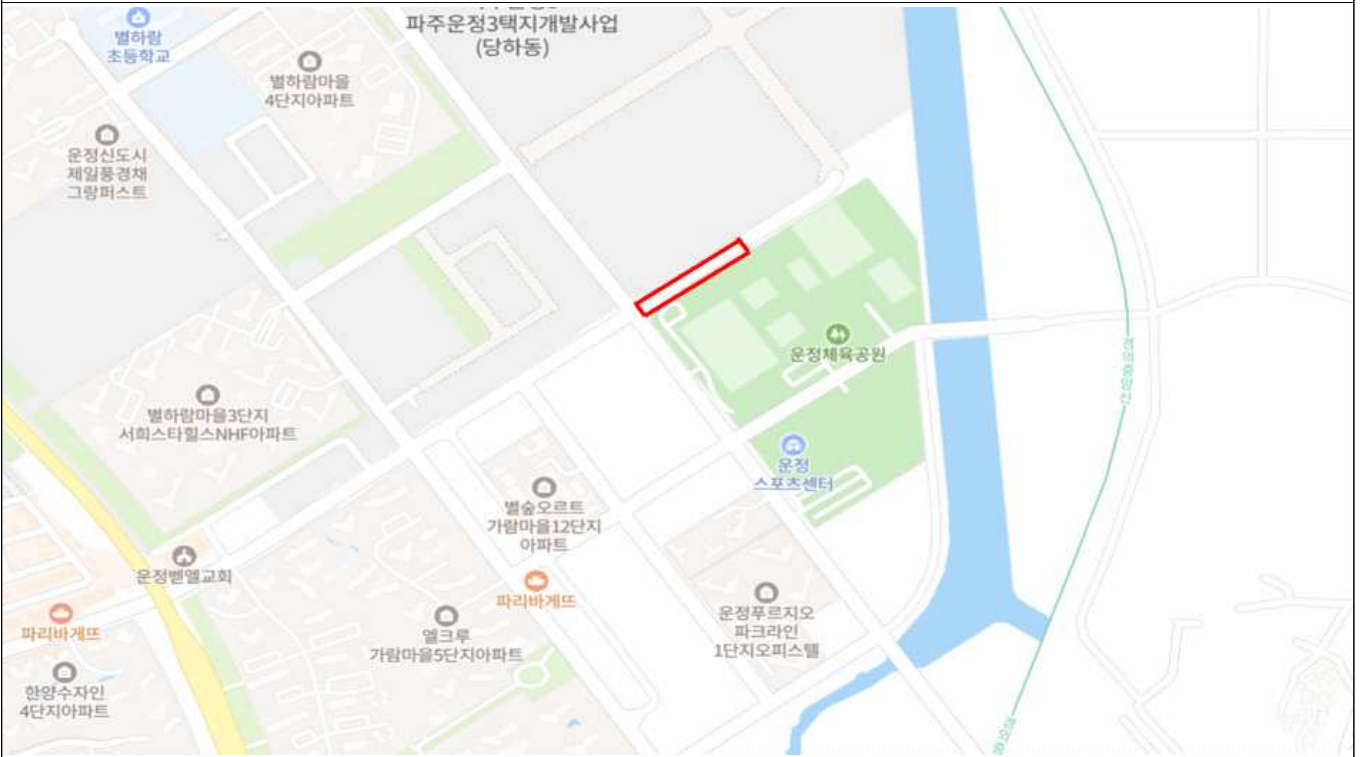 파주운정3택지개발사업
(당하동)
별하람
초등학교
별하람마을
4단지아파트
운정신도시
제일풍경채
그랑퍼스트
운정체육공원
경의중앙선
별하람마을3단지
서희스타힐스NHF아파트
운정
스포츠센터
별숲오르트
가람마을12단지
아파트
운정벧엘교회
파리바게뜨
파리바게뜨
운정푸르지오
파크라인
1단지오피스텔
엘크루
가람마을5단지아파트
한양수자인
4단지아파트